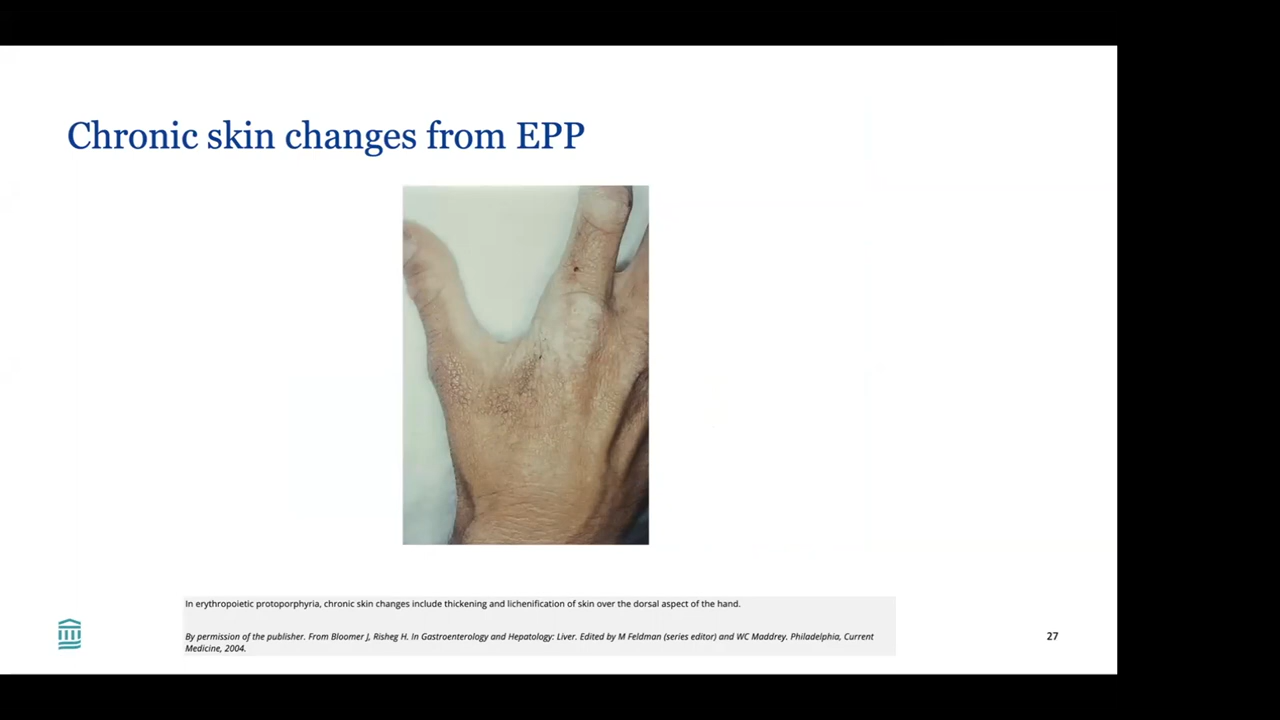 Chronic skin changes from EPP
In erythropoietic protoporphyria, chronic skin changes include thickening and lichenification of skin over the dorsal aspect of the hand.
By permission of the publisher. From Bloomer J, Risheg H. In Gastroenterology and Hepatology: Liver. Edited by M Feldman (series editor) and WC Maddrey. Philadelphia, Current
Medicine, 2004.
27